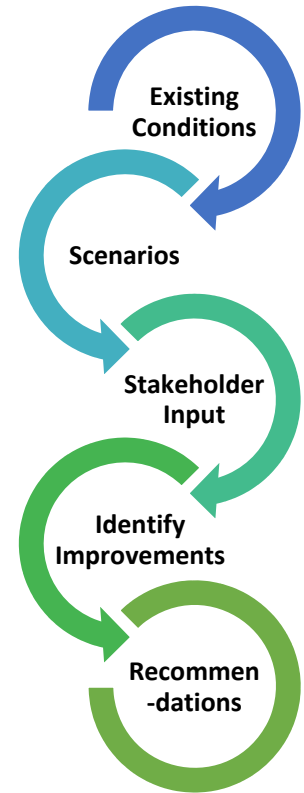 Existing
Conditions
Scenarios
Stakeholder
Input
Identify
Improvements
Recommen
-dations